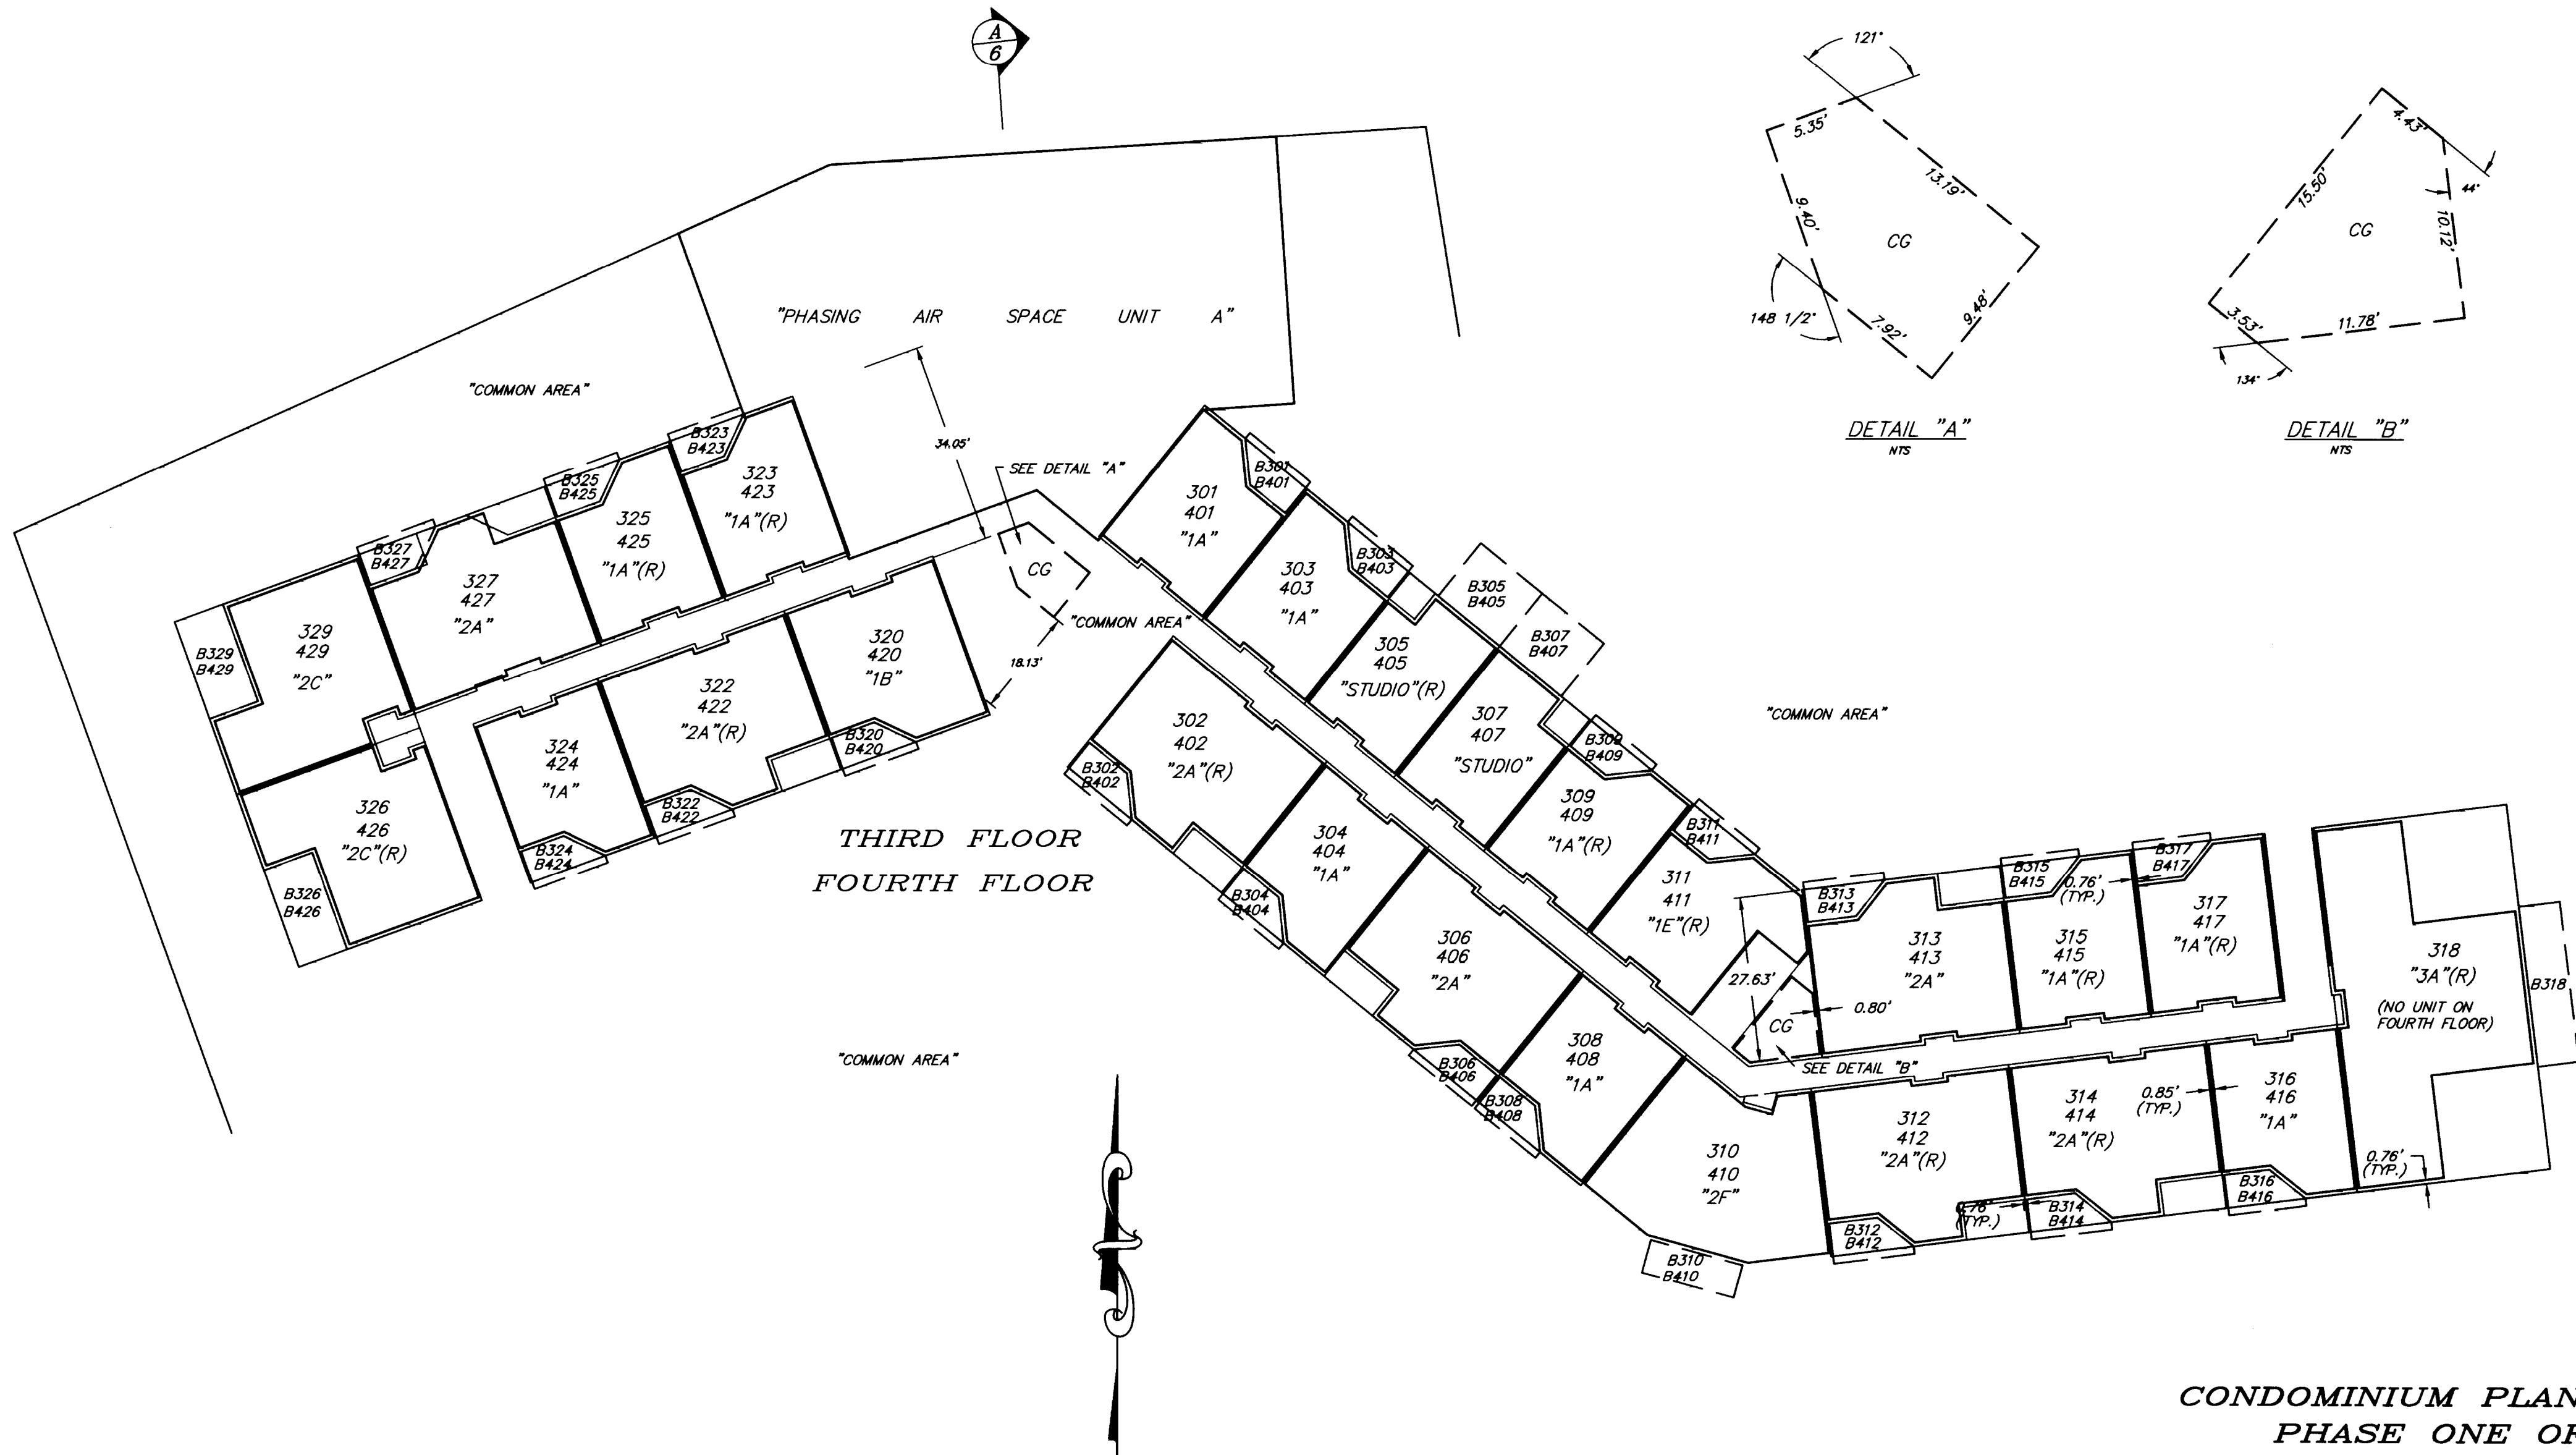 A
6
121°
5.35'
13.19'
9.40'
CG
148 1/2°
7.92'
9.48'
DETAIL "A"
NTS
4.43'
15.50'
44°
10.12'
CG
3.53'
11.78'
134°
DETAIL "B"
NTS
"PHASING AIR SPACE UNIT A"
"COMMON AREA"
34.05'
SEE DETAIL "A"
CG
"COMMON AREA"
18.13'
B323
B423
323
423
"1A"(R)
B325
B425
325
425
"1A"(R)
B327
B427
327
427
"2A"
329
429
"2C"
B329
B429
326
426
"2C"(R)
B326
B426
324
424
"1A"
B324
B424
322
422
"2A"(R)
B322
B422
320
420
"1B"
B320
B420
THIRD FLOOR
FOURTH FLOOR
301
401
"1A"
B301
B401
303
403
"1A"
B303
B403
305
405
"STUDIO"(R)
B305
B405
307
407
"STUDIO"
B307
B407
309
409
"1A"(R)
B309
B409
311
411
"1E"(R)
B311
B411
"COMMON AREA"
302
402
"2A"(R)
B302
B402
304
404
"1A"
B304
B404
306
406
"2A"
B306
B406
308
408
"1A"
B308
B408
310
410
"2F"
B310
B410
27.63'
CG
0.80'
SEE DETAIL "B"
B313
B413
313
413
"2A"
B315
B415
0.76'
(TYP.)
315
415
"1A"(R)
B317
B417
317
417
"1A"(R)
318
"3A"(R)
(NO UNIT ON
FOURTH FLOOR)
B318
312
412
"2A"(R)
B312
B412
314
414
"2A"(R)
0.85'
(TYP.)
0.76'
(TYP.)
B314
B414
316
416
"1A"
B316
B416
0.76'
(TYP.)
"COMMON AREA"
CONDOMINIUM PLAN
PHASE ONE OF